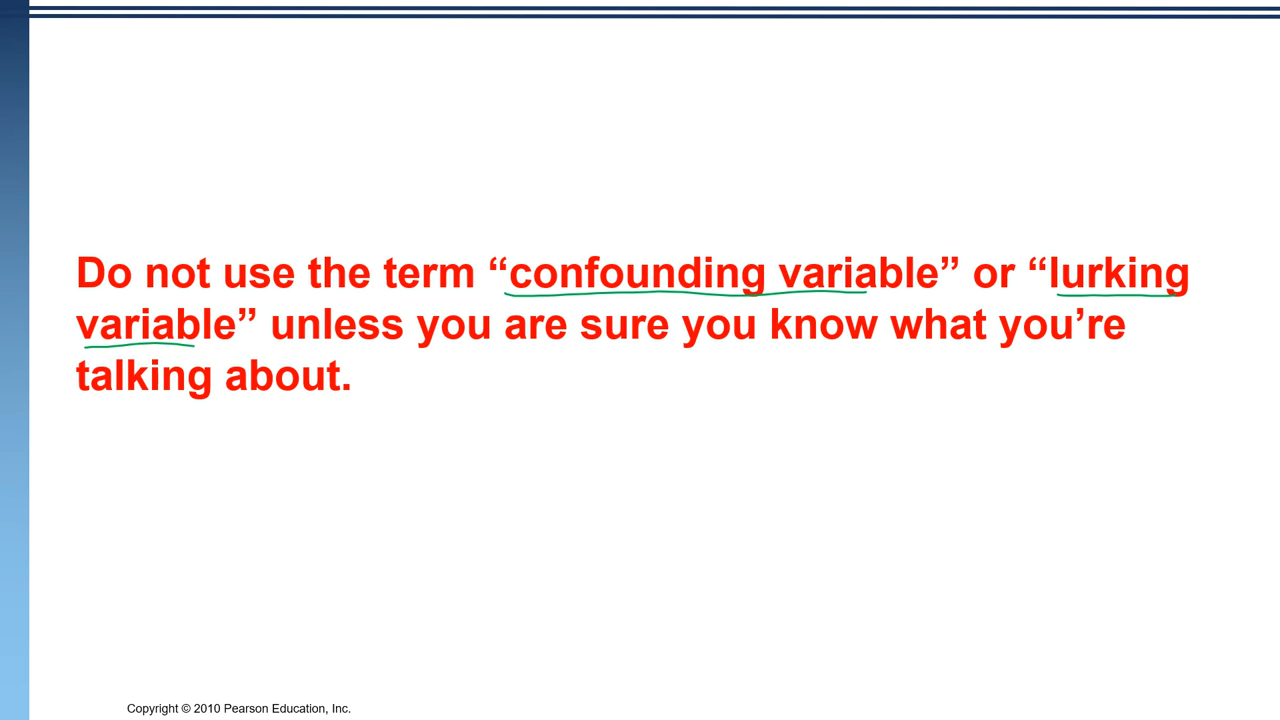 Do not use the term “confounding variable” or “lurking
variable” unless you are sure you know what you’re
talking about.
Copyright © 2010 Pearson Education, Inc.